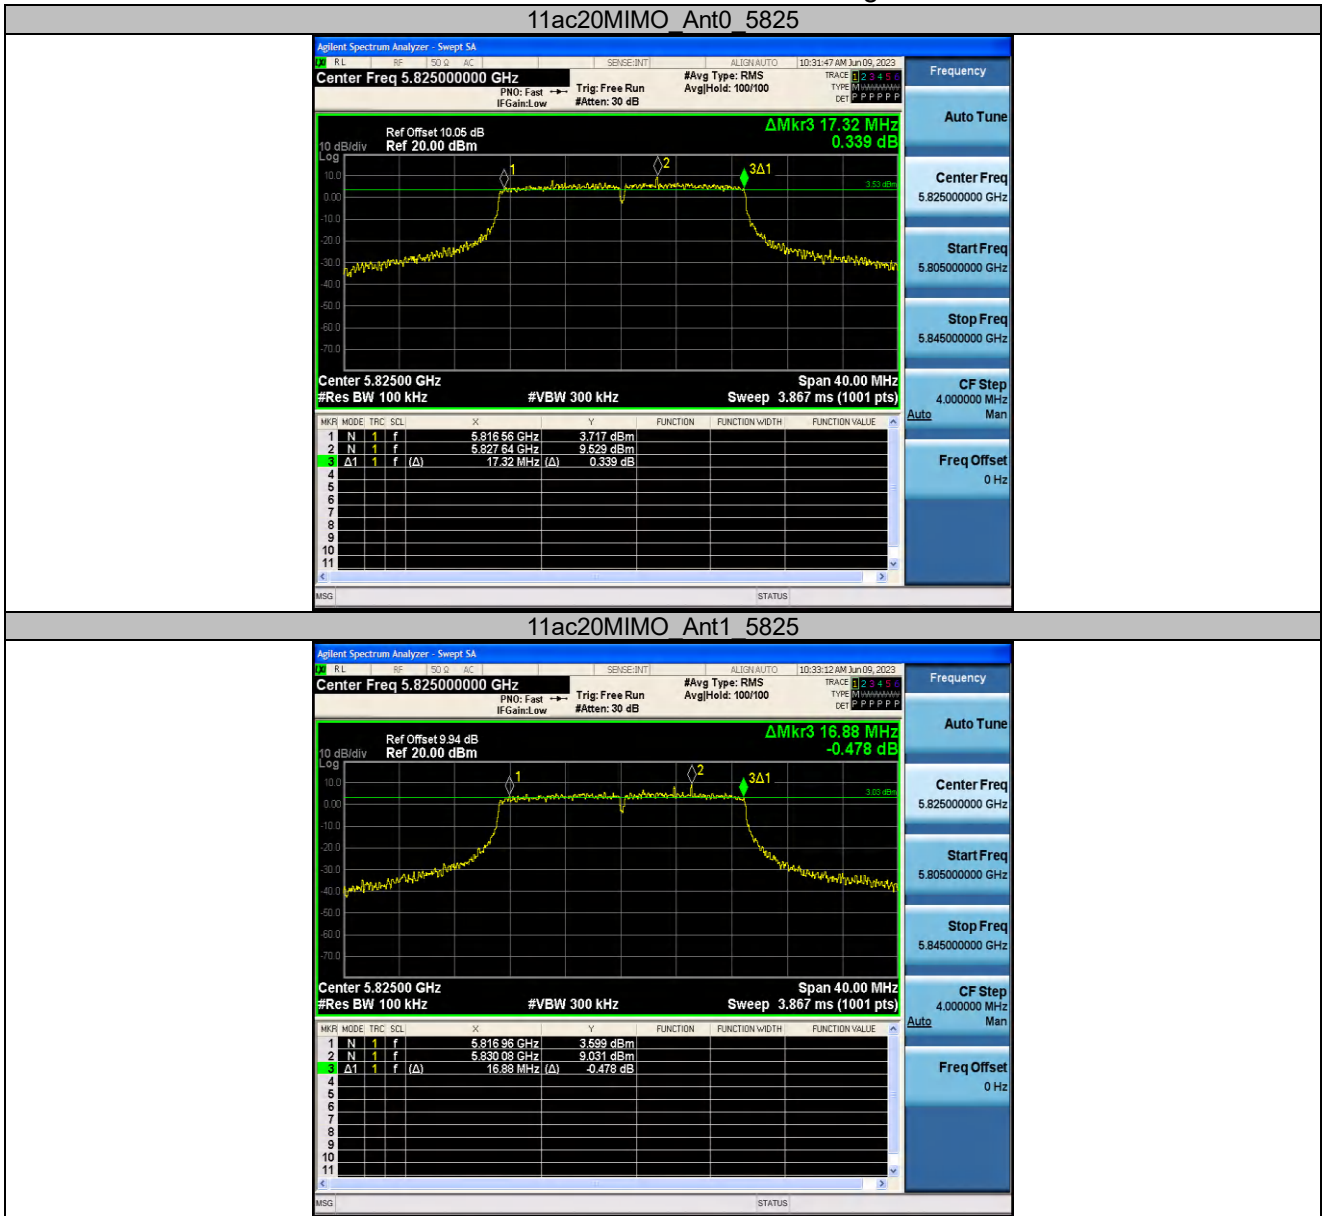 11ac20MIMO_Ant0_5825
Agilent Spectrum Analyzer - Swept SA
RL RF 50 Ω AC SENSE:INT ALIGN AUTO 10:31:47 AM Jun 09, 2023
Center Freq 5.825000000 GHz
PNO: Fast
IFGain:Low
Trig: Free Run
#Atten: 30 dB
#Avg Type: RMS
Avg|Hold: 100/100
TRACE 1 2 3 4 5 6
TYPE M
DET P P P P P P
ΔMkr3 17.32 MHz
0.339 dB
Ref Offset 10.05 dB
10 dB/div Ref 20.00 dBm
Log
10.0
0.00
-10.0
-20.0
-30.0
-40.0
-50.0
-60.0
-70.0
1
2
3Δ1
3.53 dBm
Center 5.82500 GHz Span 40.00 MHz
#Res BW 100 kHz #VBW 300 kHz Sweep 3.867 ms (1001 pts)
MKR MODE TRC SCL X Y FUNCTION FUNCTION WIDTH FUNCTION VALUE
1 N 1 f 5.816 56 GHz 3.717 dBm
2 N 1 f 5.827 64 GHz 9.529 dBm
3 Δ1 1 f (Δ) 17.32 MHz (Δ) 0.339 dB
4
5
6
7
8
9
10
11
MSG STATUS
Frequency
Auto Tune
Center Freq
5.825000000 GHz
Start Freq
5.805000000 GHz
Stop Freq
5.845000000 GHz
CF Step
4.000000 MHz
Auto Man
Freq Offset
0 Hz
11ac20MIMO_Ant1_5825
Agilent Spectrum Analyzer - Swept SA
RL RF 50 Ω AC SENSE:INT ALIGN AUTO 10:33:12 AM Jun 09, 2023
Center Freq 5.825000000 GHz
PNO: Fast
IFGain:Low
Trig: Free Run
#Atten: 30 dB
#Avg Type: RMS
Avg|Hold: 100/100
TRACE 1 2 3 4 5 6
TYPE M
DET P P P P P P
ΔMkr3 16.88 MHz
-0.478 dB
Ref Offset 9.94 dB
10 dB/div Ref 20.00 dBm
Log
10.0
0.00
-10.0
-20.0
-30.0
-40.0
-50.0
-60.0
-70.0
1
2
3Δ1
3.03 dBm
Center 5.82500 GHz Span 40.00 MHz
#Res BW 100 kHz #VBW 300 kHz Sweep 3.867 ms (1001 pts)
MKR MODE TRC SCL X Y FUNCTION FUNCTION WIDTH FUNCTION VALUE
1 N 1 f 5.816 96 GHz 3.599 dBm
2 N 1 f 5.830 08 GHz 9.031 dBm
3 Δ1 1 f (Δ) 16.88 MHz (Δ) -0.478 dB
4
5
6
7
8
9
10
11
MSG STATUS
Frequency
Auto Tune
Center Freq
5.825000000 GHz
Start Freq
5.805000000 GHz
Stop Freq
5.845000000 GHz
CF Step
4.000000 MHz
Auto Man
Freq Offset
0 Hz